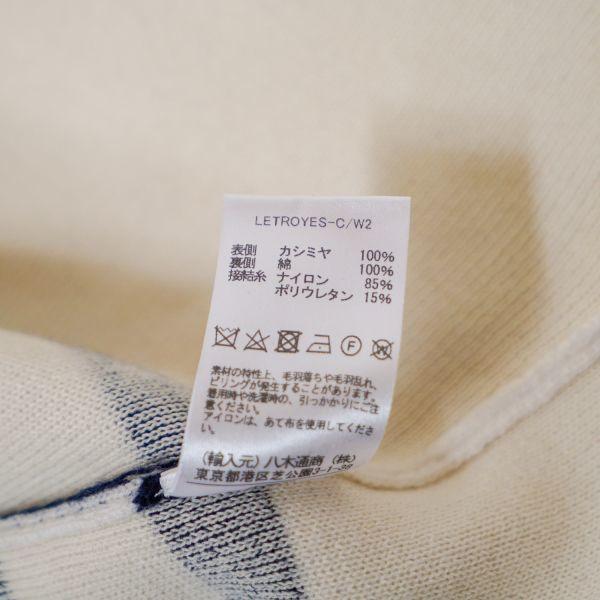 LETROYES-C/W2
表側 カシミヤ 100%
裏側 綿 100%
接結糸 ナイロン 85%
ポリウレタン 15%
素材の特性上、毛羽落ちや毛羽乱れ、
ピリングが発生することがあります。
着用時や洗濯時の、引っかかりにご注
意ください。
アイロンは、あて布を使用してください。
(輸入元) 八木通商 (株)
東京都港区芝公園3-1-38